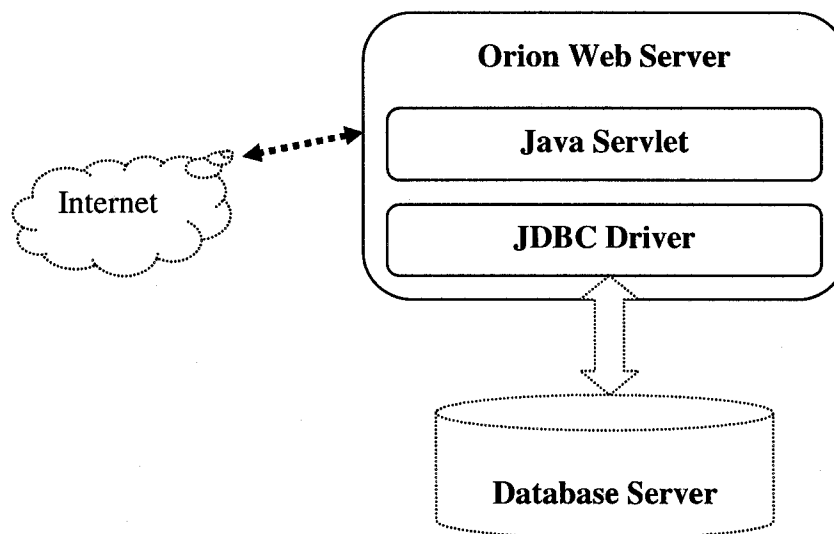 Orion Web Server
Java Servlet
Internet
JDBC Driver
Database Server